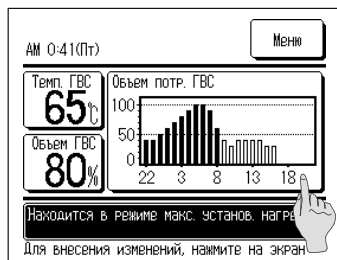 AM 0:41(Пт)
Меню
Темп. ГВС
65℃
Объем ГВС
80%
Объем потр. ГВС
100
50
0
22 3 8 13 18
Находится в режиме макс. установ.
Для внесения изменений, нажмите на экран